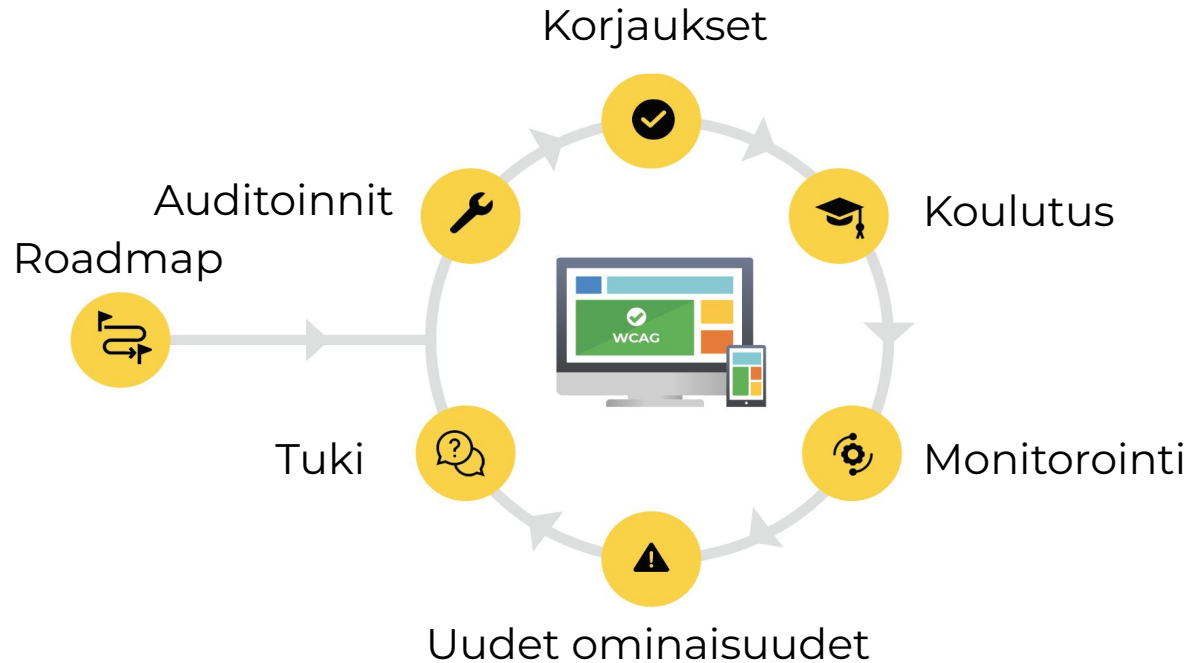 Korjaukset
Auditoinnit
Koulutus
Roadmap
WCAG
Tuki
Monitorointi
Uudet ominaisuudet